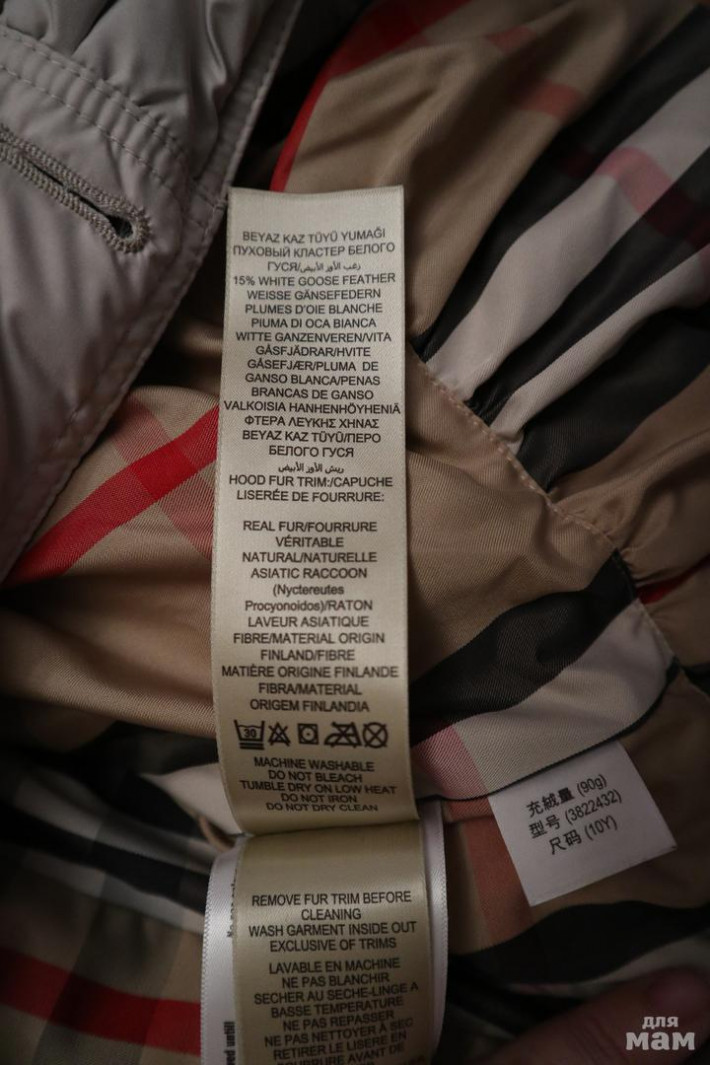 BEYAZ KAZ TÜYÜ YUMAĞI
ПУХОВЫЙ КЛАСТЕР БЕЛОГО
ГУСЯ/زغب الأوز الأبيض
15% WHITE GOOSE FEATHER
WEISSE GÄNSEFEDERN
PLUMES D'OIE BLANCHE
PIUMA DI OCA BIANCA
WITTE GANZENVEREN/VITA
GÅSFJÄDRAR/HVITE
GÅSEFJÆR/PLUMA DE
GANSO BLANCA/PENAS
BRANCAS DE GANSO
VALKOISIA HANHENHÖYHENIÄ
ΦΤΕΡΑ ΛΕΥΚΗΣ ΧΗΝΑΣ
BEYAZ KAZ TÜYÜ/ПЕРО
БЕЛОГО ГУСЯ
ريش الأوز الأبيض
HOOD FUR TRIM:/CAPUCHE
LISERÉE DE FOURRURE:
REAL FUR/FOURRURE
VÉRITABLE
NATURAL/NATURELLE
ASIATIC RACCOON
(Nyctereutes
Procyonoidos)/RATON
LAVEUR ASIATIQUE
FIBRE/MATERIAL ORIGIN
FINLAND/FIBRE
MATIÈRE ORIGINE FINLANDE
FIBRA/MATERIAL
ORIGEM FINLANDIA
30
MACHINE WASHABLE
DO NOT BLEACH
TUMBLE DRY ON LOW HEAT
DO NOT IRON
DO NOT DRY CLEAN
充絨量 (90g)
型号 (3822432)
尺码 (10Y)
REMOVE FUR TRIM BEFORE
CLEANING
WASH GARMENT INSIDE OUT
EXCLUSIVE OF TRIMS
LAVABLE EN MACHINE
NE PAS BLANCHIR
SECHER AU SECHE-LINGE A
BASSE TEMPERATURE
NE PAS REPASSER
NE PAS NETTOYER À SEC
RETIRER LE LISERE EN
FOURRURE AVANT DE
для
мам